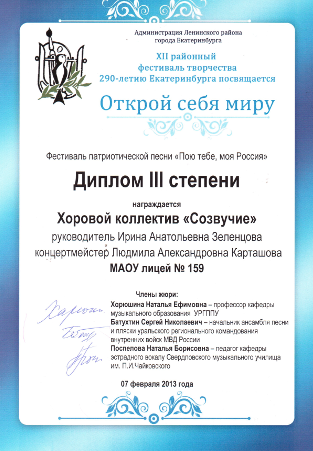 Администрация Ленинского района
города Екатеринбурга
XII районный
фестиваль творчества
290-летию Екатеринбурга посвящается
Открой себя миру
Фестиваль патриотической песни «Пою тебе, моя Россия»
Диплом III степени
награждается
Хоровой коллектив «Созвучие»
руководитель Ирина Анатольевна Зеленцова
концертмейстер Людмила Александровна Карташова
МАОУ лицей № 159
Члены жюри:
Хорюшина Наталья Ефимовна – профессор кафедры
музыкального образования УРГППУ
Батухтин Сергей Николаевич – начальник ансамбля песни
и пляски уральского регионального командования
внутренних войск МВД России
Поспелова Наталья Борисовна – педагог кафедры
эстрадного вокала Свердловского музыкального училища
им. П.И.Чайковского
07 февраля 2013 года